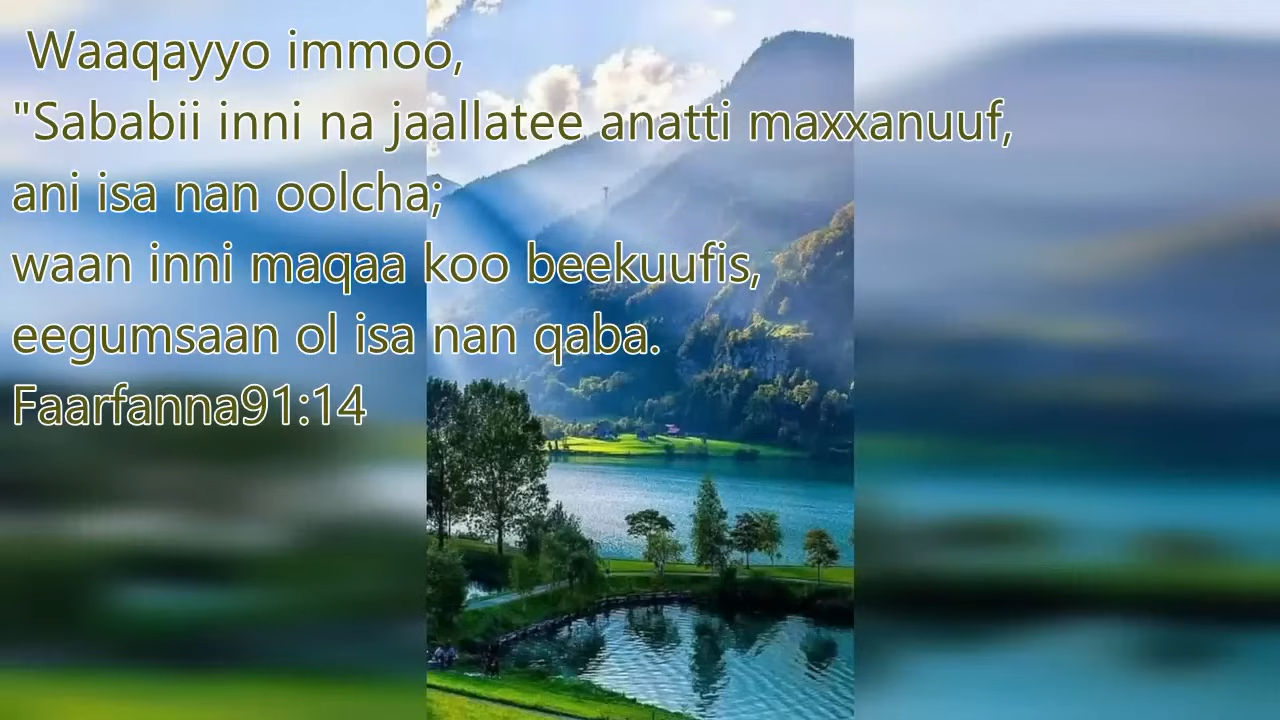 Waaqayyo immoo,
"Sababii inni na jaallatee anatti maxxanuuf,
ani isa nan oolcha;
waan inni maqaa koo beekuufis,
eegumsaan ol isa nan qaba.
Faarfanna91:14